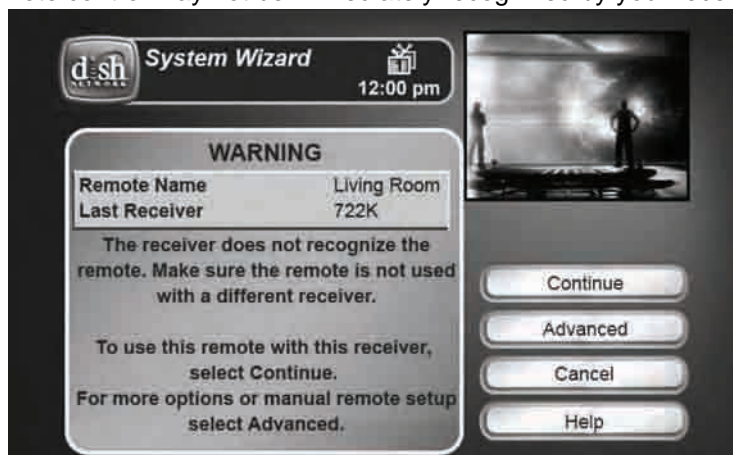 dish
NETWORK
System Wizard
12:00 pm
WARNING
Remote Name Living Room
Last Receiver 722K
The receiver does not recognize the
remote. Make sure the remote is not used
with a different receiver.
To use this remote with this receiver,
select Continue.
For more options or manual remote setup
select Advanced.
Continue
Advanced
Cancel
Help